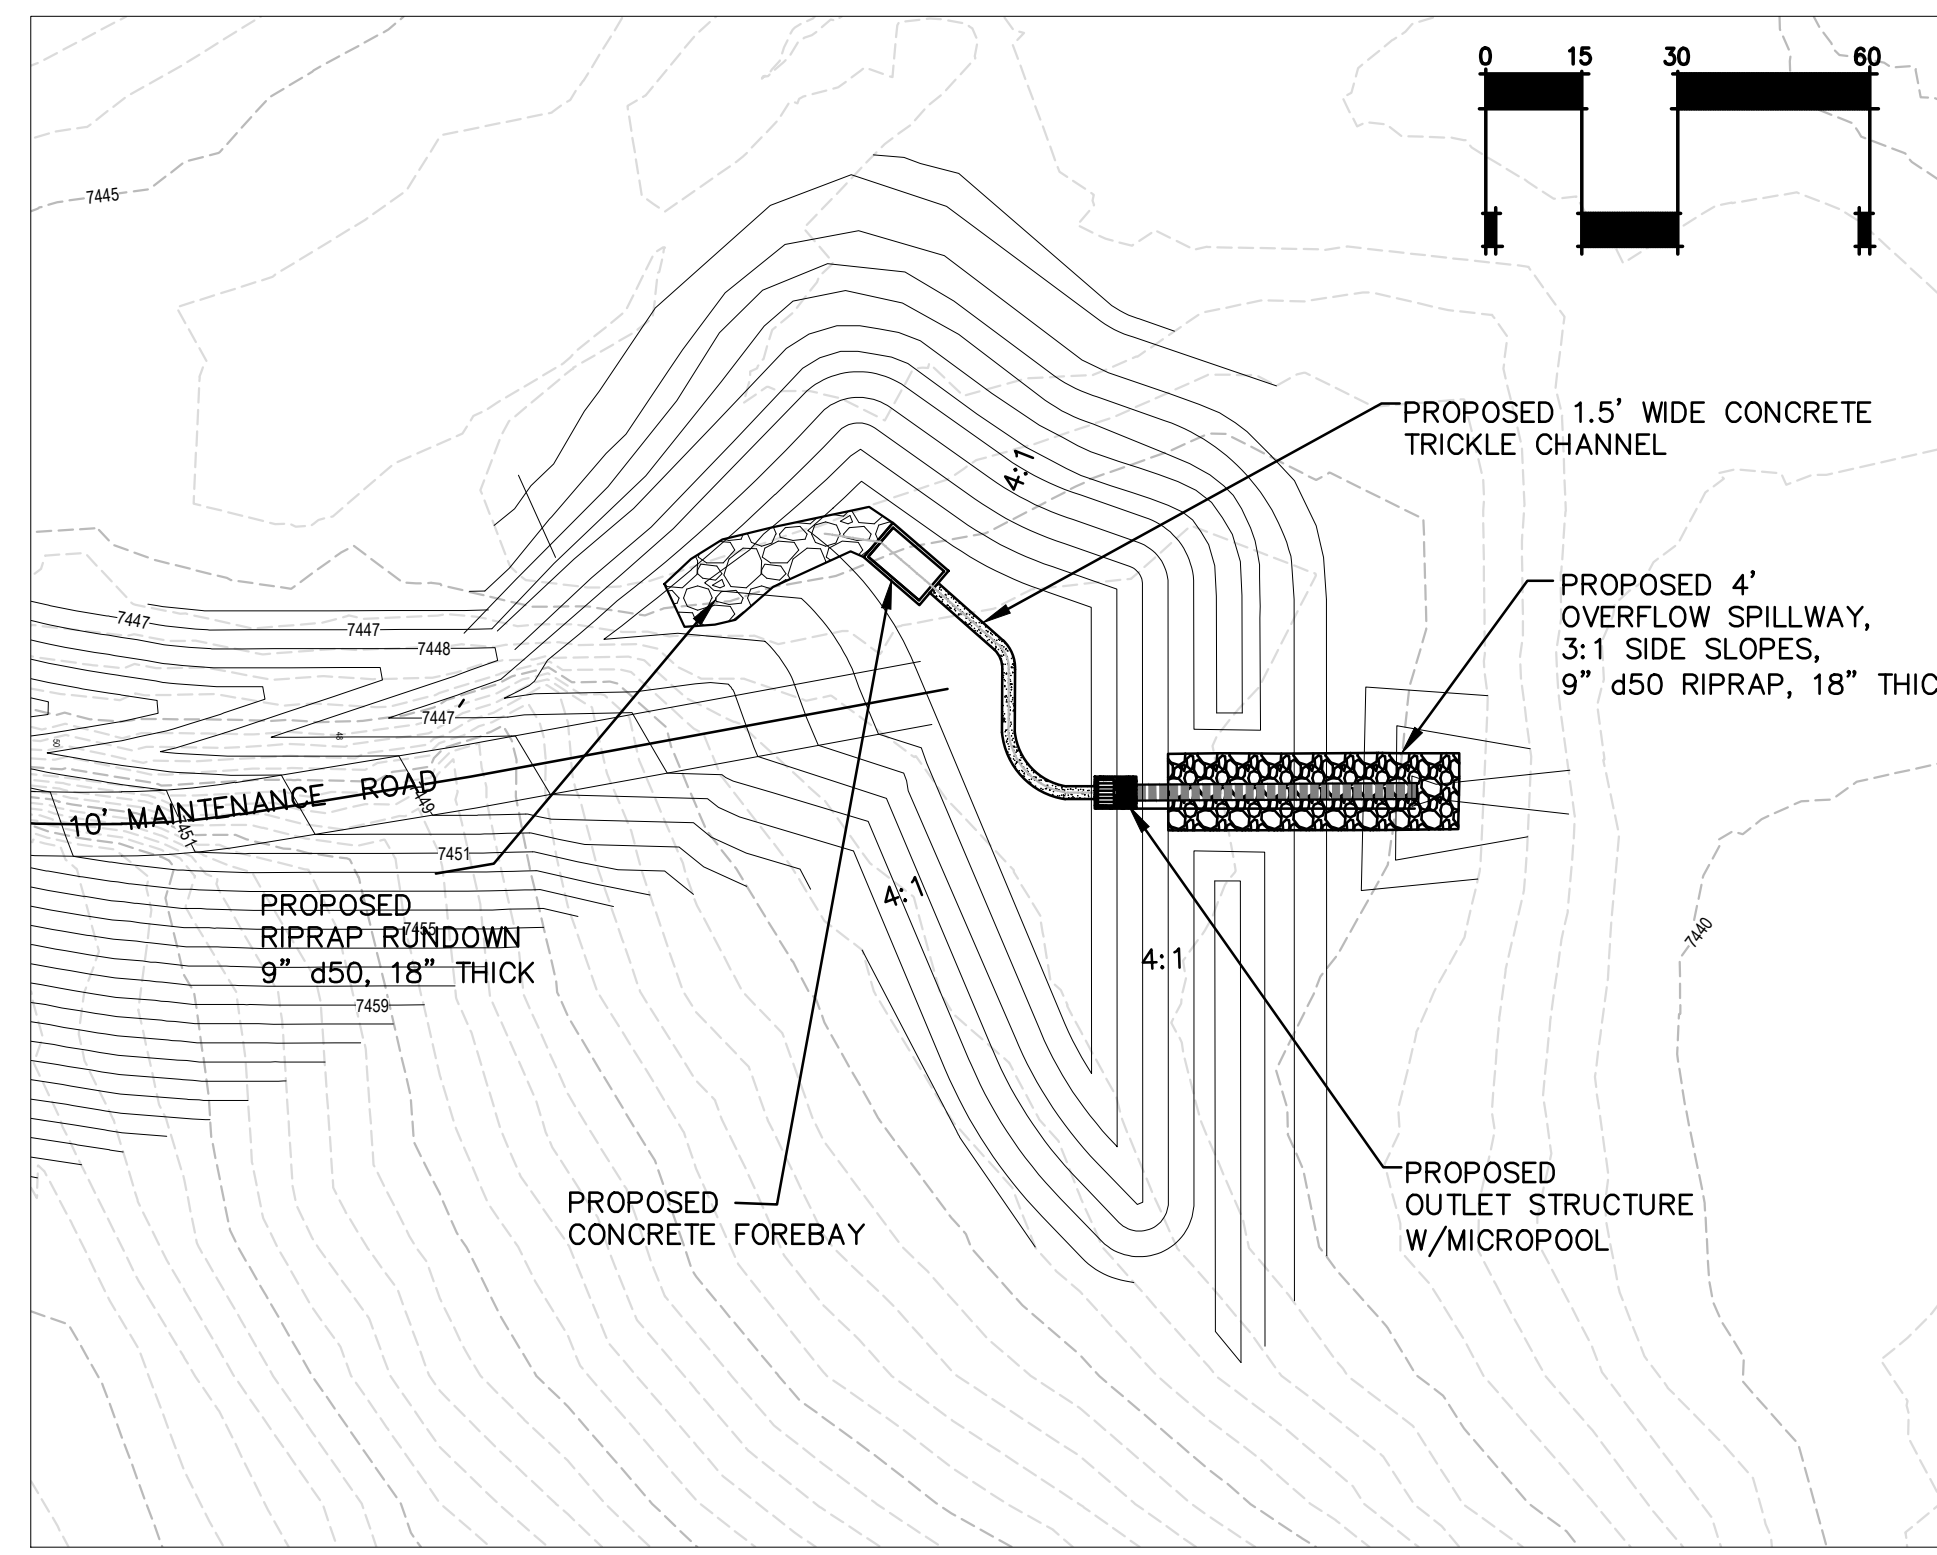 0 15 30 60
7445
PROPOSED 1.5' WIDE CONCRETE
TRICKLE CHANNEL
4:1
PROPOSED 4'
OVERFLOW SPILLWAY,
3:1 SIDE SLOPES,
9" d50 RIPRAP, 18" THIC
7447
7447
7448
7447
48
50
10' MAINTENANCE ROAD
7451
PROPOSED
RIPRAP RUNDOWN
9" d50, 18" THICK
7455
7459
4:1
4:1
7440
PROPOSED
CONCRETE FOREBAY
PROPOSED
OUTLET STRUCTURE
W/MICROPOOL